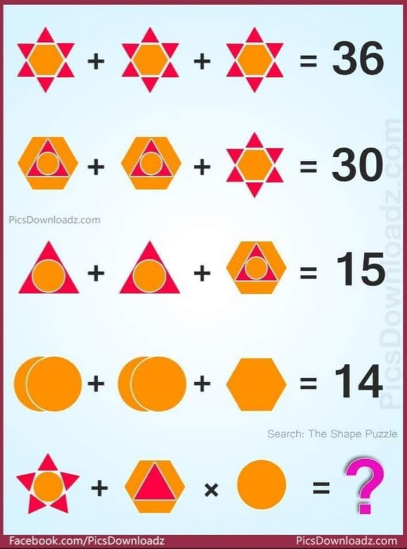 + + = 36
+ + = 30
PicsDownloadz.com
+ + = 15
+ + = 14
Search: The Shape Puzzle
+ × = ?
PicsDownloadz.com
Facebook.com/PicsDownloadz PicsDownloadz.com